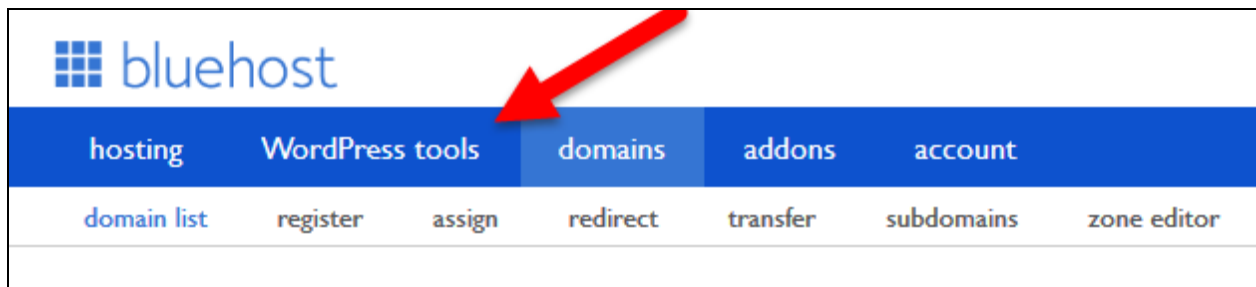 bluehost
hosting WordPress tools domains addons account
domain list register assign redirect transfer subdomains zone editor